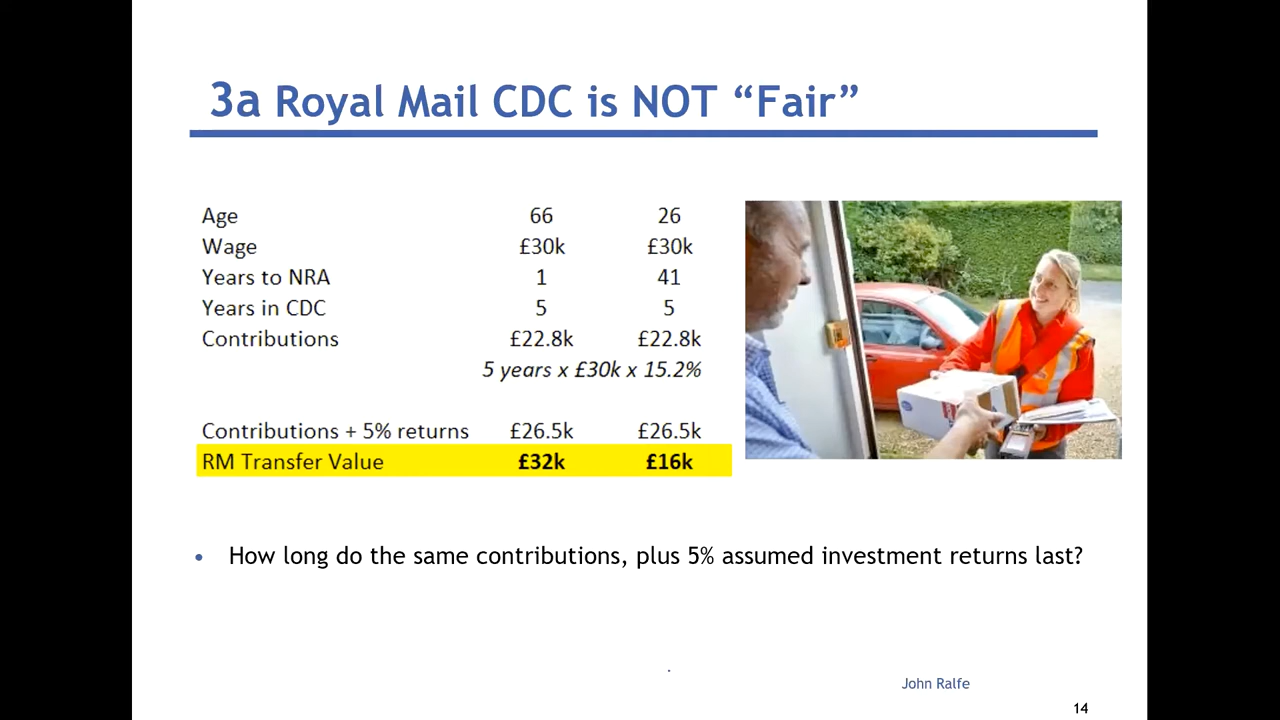 3a Royal Mail CDC is NOT “Fair”
Age 66 26
Wage £30k £30k
Years to NRA 1 41
Years in CDC 5 5
Contributions £22.8k £22.8k
5 years x £30k x 15.2%
Contributions + 5% returns £26.5k £26.5k
RM Transfer Value £32k £16k
• How long do the same contributions, plus 5% assumed investment returns last?
.
John Ralfe
14